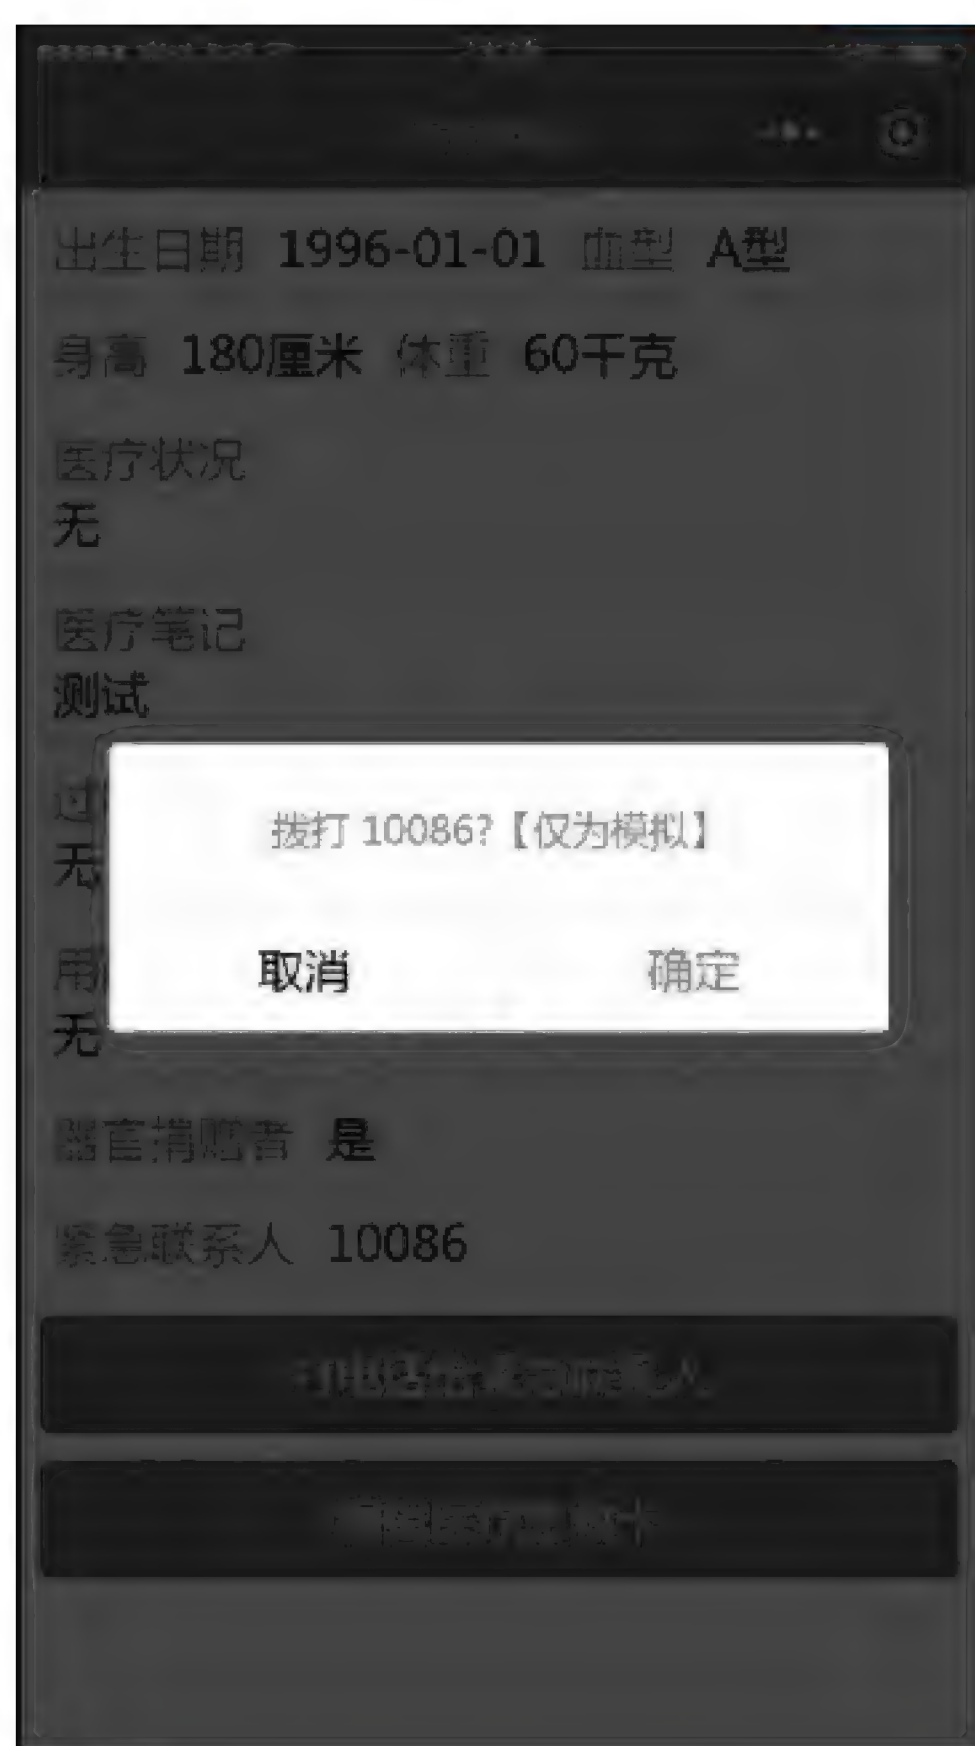 出生日期 1996-01-01 血型 A型
身高 180厘米 体重 60千克
医疗状况
无
医疗笔记
测试
过
无
拨打 10086?【仅为模拟】
取消 确定
用
无
器官捐赠者 是
紧急联系人 10086